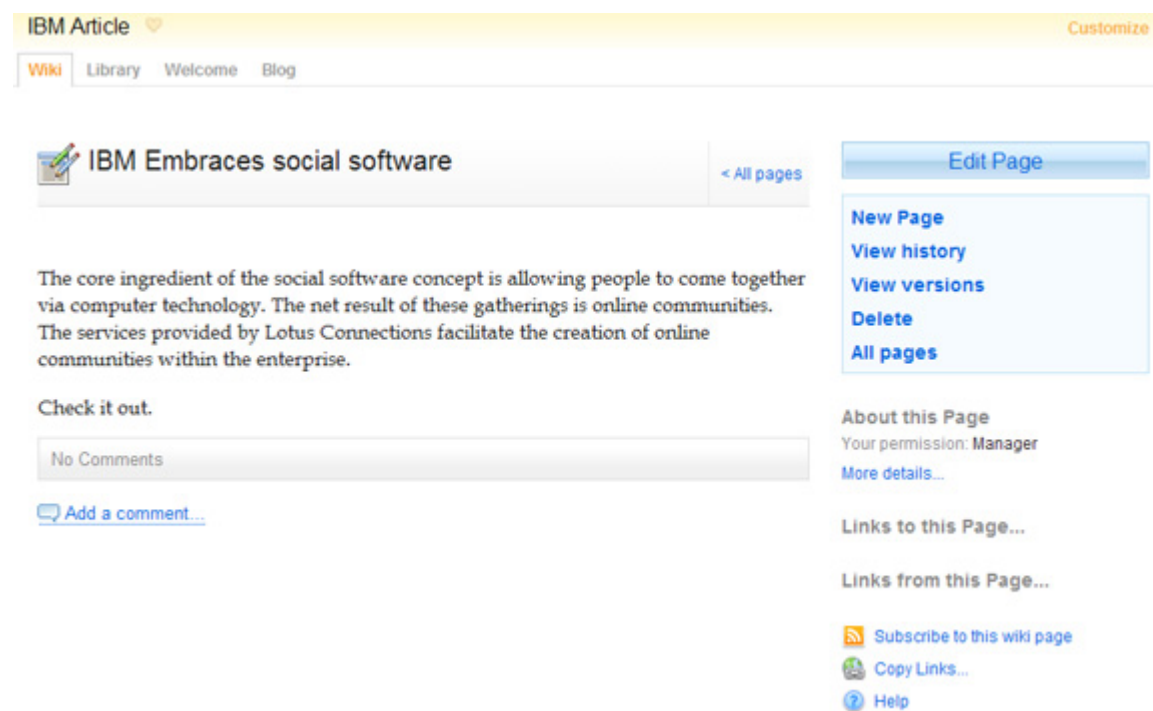 IBM Article
Customize
Wiki Library Welcome Blog
IBM Embraces social software
< All pages
The core ingredient of the social software concept is allowing people to come together
via computer technology. The net result of these gatherings is online communities.
The services provided by Lotus Connections facilitate the creation of online
communities within the enterprise.
Check it out.
No Comments
Add a comment...
Edit Page
New Page
View history
View versions
Delete
All pages
About this Page
Your permission: Manager
More details...
Links to this Page...
Links from this Page...
Subscribe to this wiki page
Copy Links...
Help